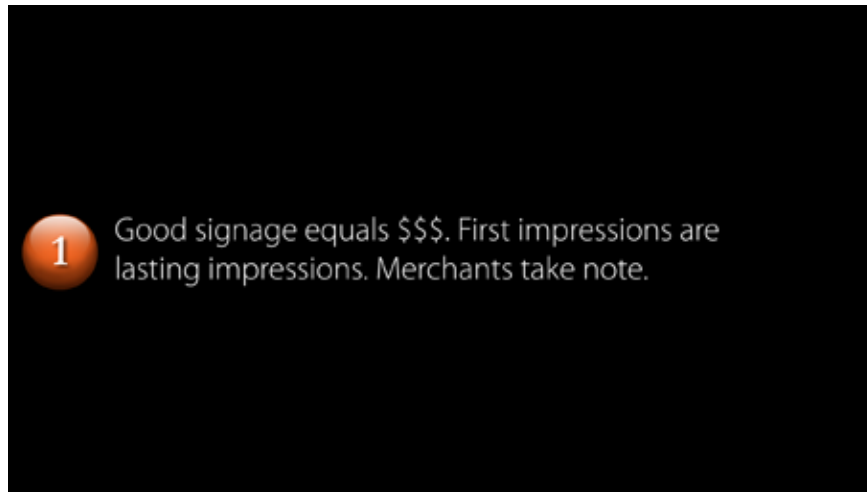 1
Good signage equals $$$. First impressions are
lasting impressions. Merchants take note.